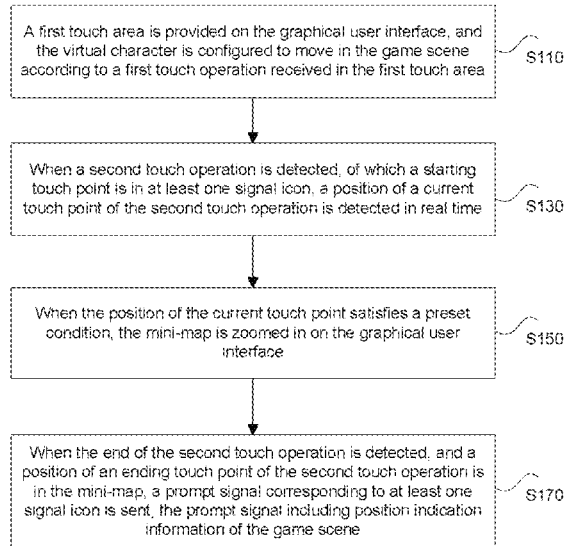 A first touch area is provided on the graphical user interface, and
the virtual character is configured to move in the game scene
according to a first touch operation received in the first touch area
S110
When a second touch operation is detected, of which a starting
touch point is in at least one signal icon, a position of a current
touch point of the second touch operation is detected in real time
S130
When the position of the current touch point satisfies a preset
condition, the mini-map is zoomed in on the graphical user
interface
S150
When the end of the second touch operation is detected, and a
position of an ending touch point of the second touch operation is
in the mini-map, a prompt signal corresponding to at least one
signal icon is sent, the prompt signal including position indication
information of the game scene
S170